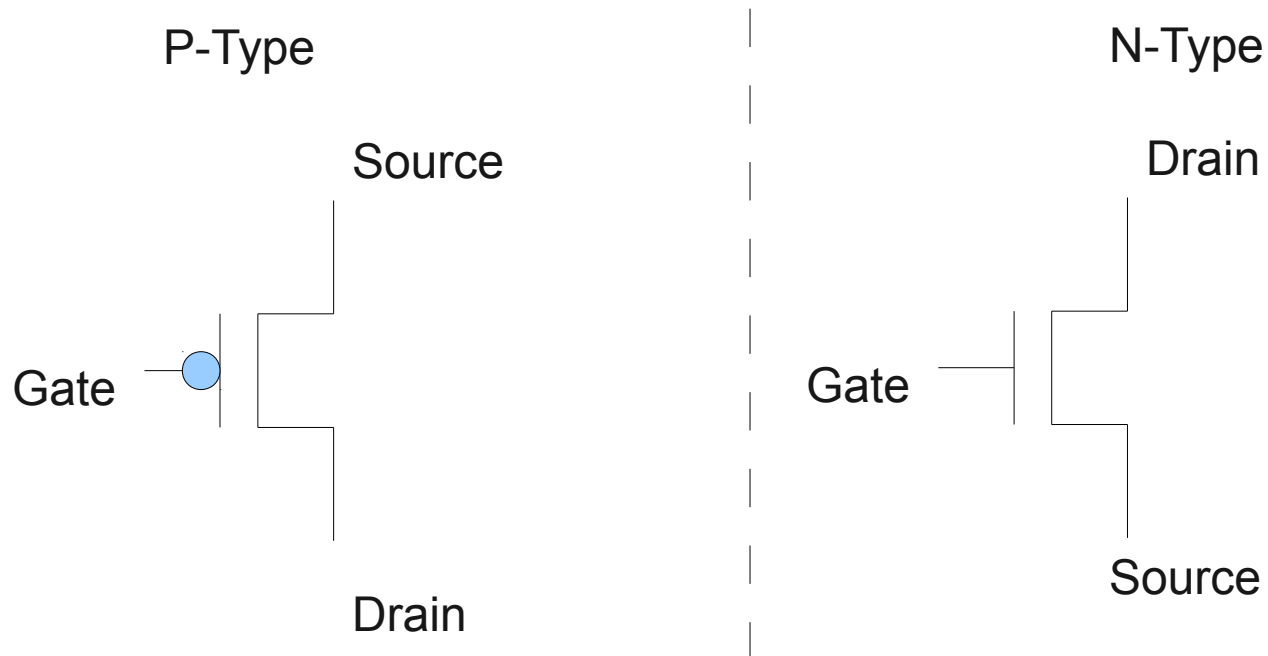 P-Type
Source
Gate
Drain
N-Type
Drain
Gate
Source